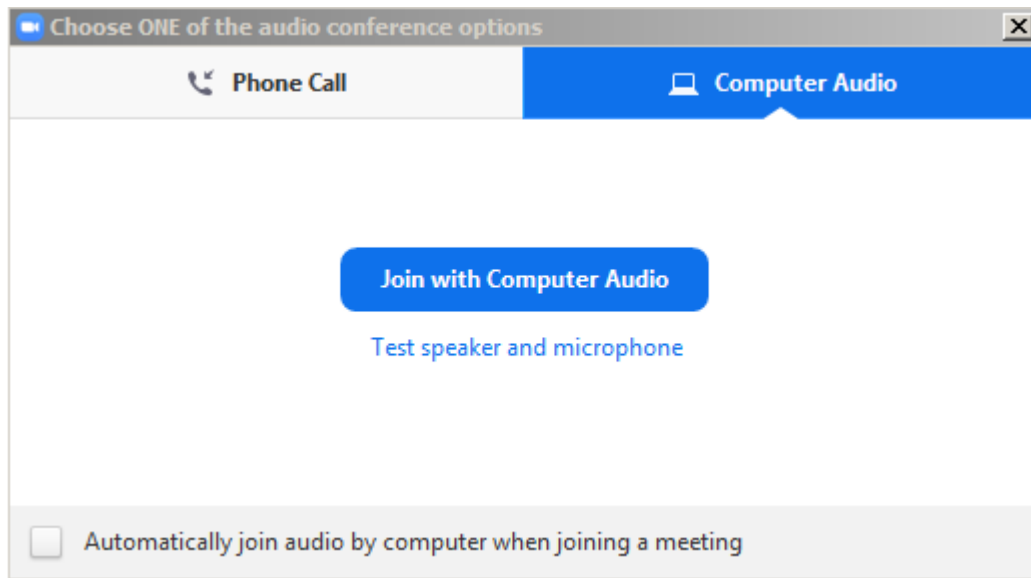 Choose ONE of the audio conference options
Phone Call
Computer Audio
Join with Computer Audio
Test speaker and microphone
Automatically join audio by computer when joining a meeting